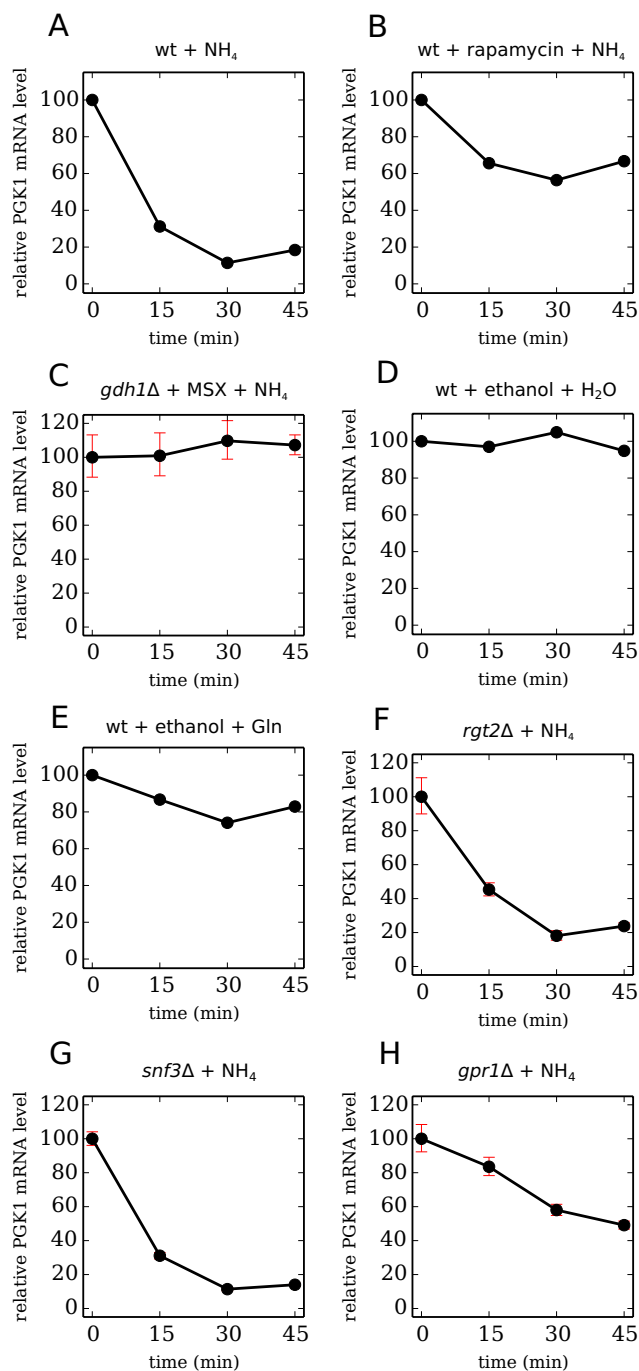 A
wt + NH₄
relative PGK1 mRNA level
100
80
60
40
20
0
0 15 30 45
time (min)
B
wt + rapamycin + NH₄
relative PGK1 mRNA level
100
80
60
40
20
0
0 15 30 45
time (min)
C
gdh1Δ + MSX + NH₄
relative PGK1 mRNA level
120
100
80
60
40
20
0
0 15 30 45
time (min)
D
wt + ethanol + H₂O
relative PGK1 mRNA level
100
80
60
40
20
0
0 15 30 45
time (min)
E
wt + ethanol + Gln
relative PGK1 mRNA level
100
80
60
40
20
0
0 15 30 45
time (min)
F
rgt2Δ + NH₄
relative PGK1 mRNA level
120
100
80
60
40
20
0
0 15 30 45
time (min)
G
snf3Δ + NH₄
relative PGK1 mRNA level
120
100
80
60
40
20
0
0 15 30 45
time (min)
H
gpr1Δ + NH₄
relative PGK1 mRNA level
120
100
80
60
40
20
0
0 15 30 45
time (min)